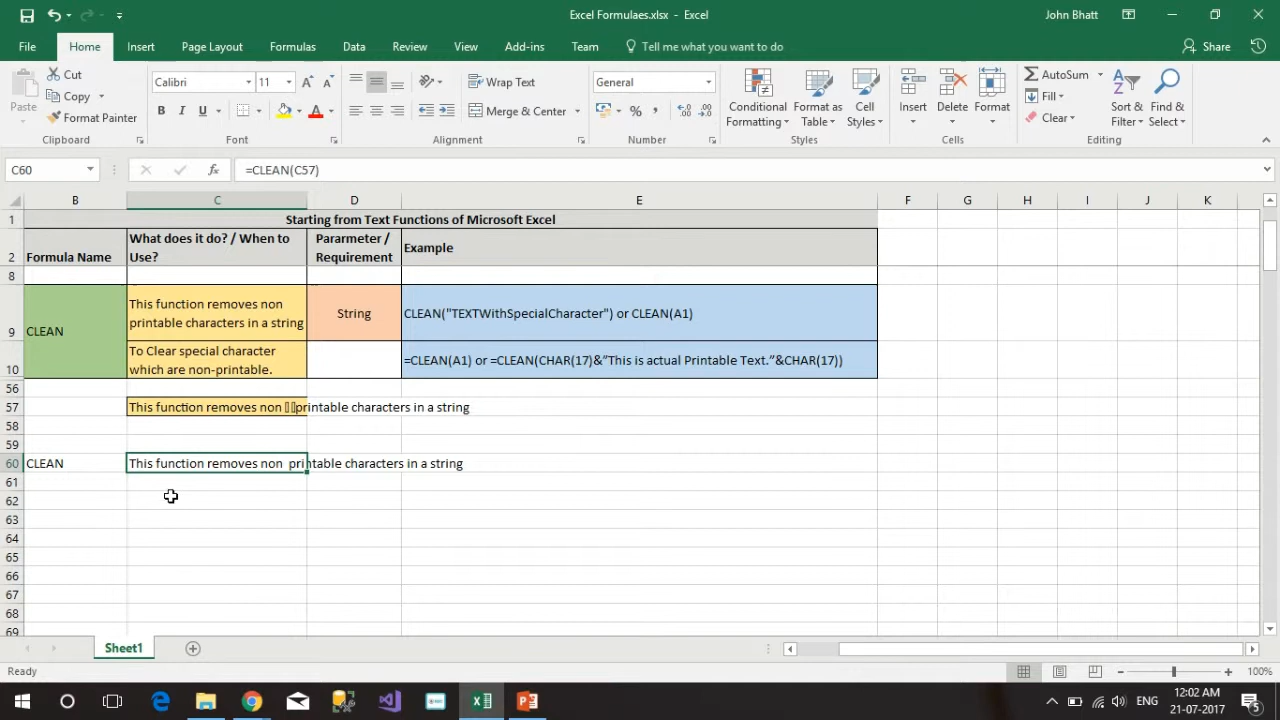 Excel Formulaes.xlsx - Excel
John Bhatt
File Home Insert Page Layout Formulas Data Review View Add-ins Team Tell me what you want to do Share
Paste
Cut
Copy
Format Painter
Clipboard
Calibri 11
B I U
Font
Wrap Text
Merge & Center
Alignment
General
Number
Conditional
Formatting
Format as
Table
Cell
Styles
Styles
Insert Delete Format
Cells
AutoSum
Fill
Clear
Sort &
Filter
Find &
Select
Editing
C60 fx =CLEAN(C57)
B C D E F G H I J K
1 Starting from Text Functions of Microsoft Excel
2 Formula Name
What does it do? / When to
Use?
Pararmeter /
Requirement
Example
8
9 CLEAN
This function removes non
printable characters in a string
String
CLEAN("TEXTWithSpecialCharacter") or CLEAN(A1)
10
To Clear special character
which are non-printable.
=CLEAN(A1) or =CLEAN(CHAR(17)&"This is actual Printable Text."&CHAR(17))
56
57 This function removes non printable characters in a string
58
59
60 CLEAN This function removes non  printable characters in a string
61
62
63
64
65
66
67
68
69
Sheet1
Ready 100%
ENG
12:02 AM
21-07-2017
5